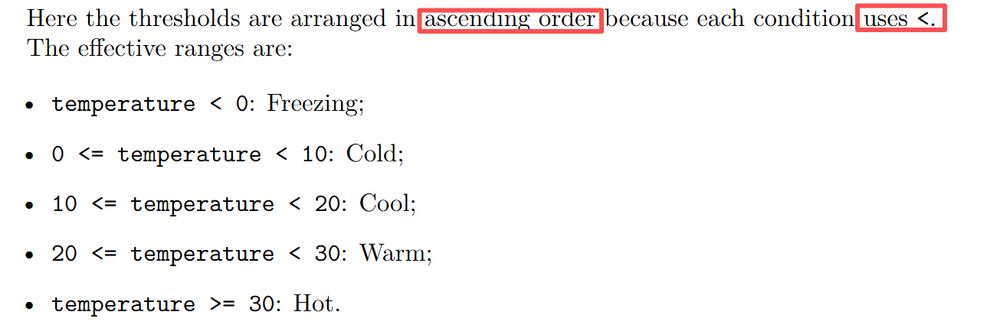 Here the thresholds are arranged in ascending order because each condition uses <.
The effective ranges are:
• temperature < 0: Freezing;
• 0 <= temperature < 10: Cold;
• 10 <= temperature < 20: Cool;
• 20 <= temperature < 30: Warm;
• temperature >= 30: Hot.